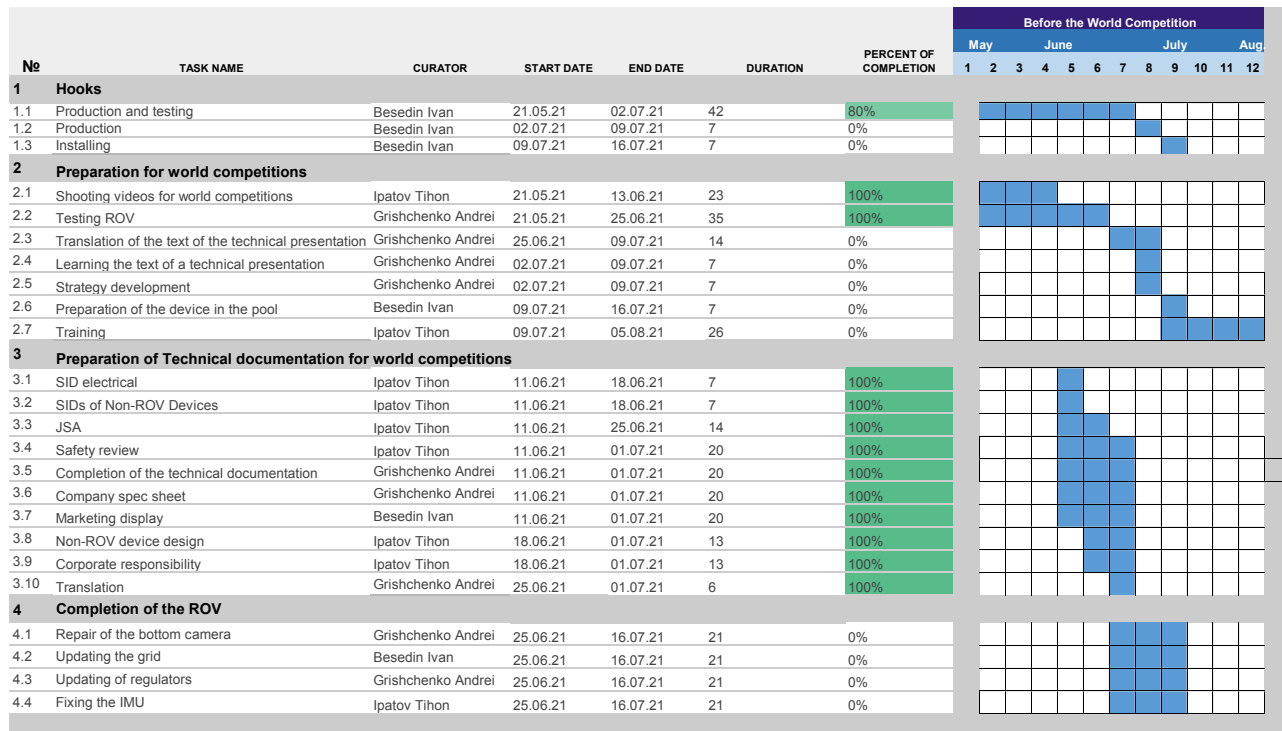 Before the World Competition
May June July Aug.
№ TASK NAME CURATOR START DATE END DATE DURATION PERCENT OF COMPLETION 1 2 3 4 5 6 7 8 9 10 11 12
1 Hooks
1.1 Production and testing Besedin Ivan 21.05.21 02.07.21 42 80%
1.2 Production Besedin Ivan 02.07.21 09.07.21 7 0%
1.3 Installing Besedin Ivan 09.07.21 16.07.21 7 0%
2 Preparation for world competitions
2.1 Shooting videos for world competitions Ipatov Tihon 21.05.21 13.06.21 23 100%
2.2 Testing ROV Grishchenko Andrei 21.05.21 25.06.21 35 100%
2.3 Translation of the text of the technical presentation Grishchenko Andrei 25.06.21 09.07.21 14 0%
2.4 Learning the text of a technical presentation Grishchenko Andrei 02.07.21 09.07.21 7 0%
2.5 Strategy development Grishchenko Andrei 02.07.21 09.07.21 7 0%
2.6 Preparation of the device in the pool Besedin Ivan 09.07.21 16.07.21 7 0%
2.7 Training Ipatov Tihon 09.07.21 05.08.21 26 0%
3 Preparation of Technical documentation for world competitions
3.1 SID electrical Ipatov Tihon 11.06.21 18.06.21 7 100%
3.2 SIDs of Non-ROV Devices Ipatov Tihon 11.06.21 18.06.21 7 100%
3.3 JSA Ipatov Tihon 11.06.21 25.06.21 14 100%
3.4 Safety review Ipatov Tihon 11.06.21 01.07.21 20 100%
3.5 Completion of the technical documentation Grishchenko Andrei 11.06.21 01.07.21 20 100%
3.6 Company spec sheet Grishchenko Andrei 11.06.21 01.07.21 20 100%
3.7 Marketing display Besedin Ivan 11.06.21 01.07.21 20 100%
3.8 Non-ROV device design Ipatov Tihon 18.06.21 01.07.21 13 100%
3.9 Corporate responsibility Ipatov Tihon 18.06.21 01.07.21 13 100%
3.10 Translation Grishchenko Andrei 25.06.21 01.07.21 6 100%
4 Completion of the ROV
4.1 Repair of the bottom camera Grishchenko Andrei 25.06.21 16.07.21 21 0%
4.2 Updating the grid Besedin Ivan 25.06.21 16.07.21 21 0%
4.3 Updating of regulators Grishchenko Andrei 25.06.21 16.07.21 21 0%
4.4 Fixing the IMU Ipatov Tihon 25.06.21 16.07.21 21 0%